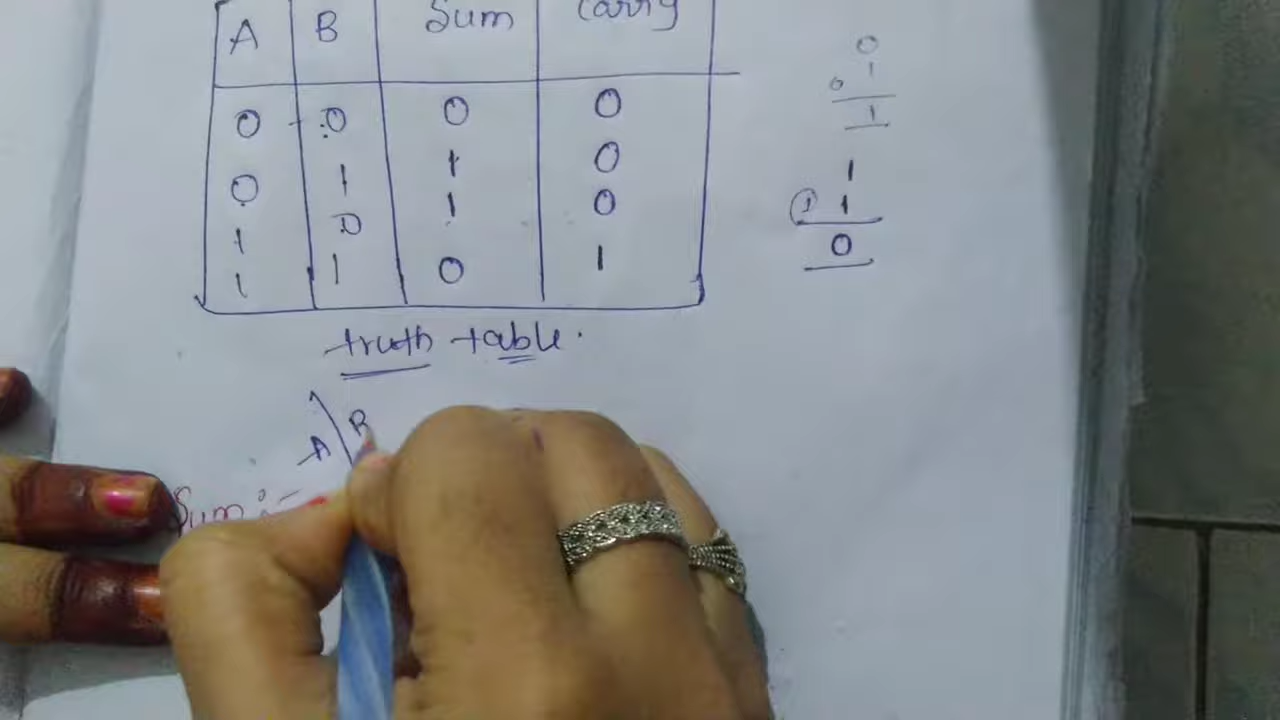 A B Sum Carry
0 0 0 0
0 1 1 0
1 0 1 0
1 1 0 1
truth table.
0
1
0
1
1
1 1
0
A B
Sum :-